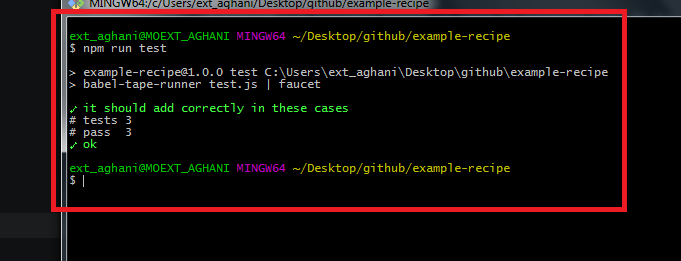 MINGW64:/c/Users/ext_aghani/Desktop/github/example-recipe
ext_aghani@MOEXT_AGHANI MINGW64 ~/Desktop/github/example-recipe
$ npm run test
> example-recipe@1.0.0 test C:\Users\ext_aghani\Desktop\github\example-recipe
> babel-tape-runner test.js | faucet
✓ it should add correctly in these cases
# tests 3
# pass  3
✓ ok
ext_aghani@MOEXT_AGHANI MINGW64 ~/Desktop/github/example-recipe
$